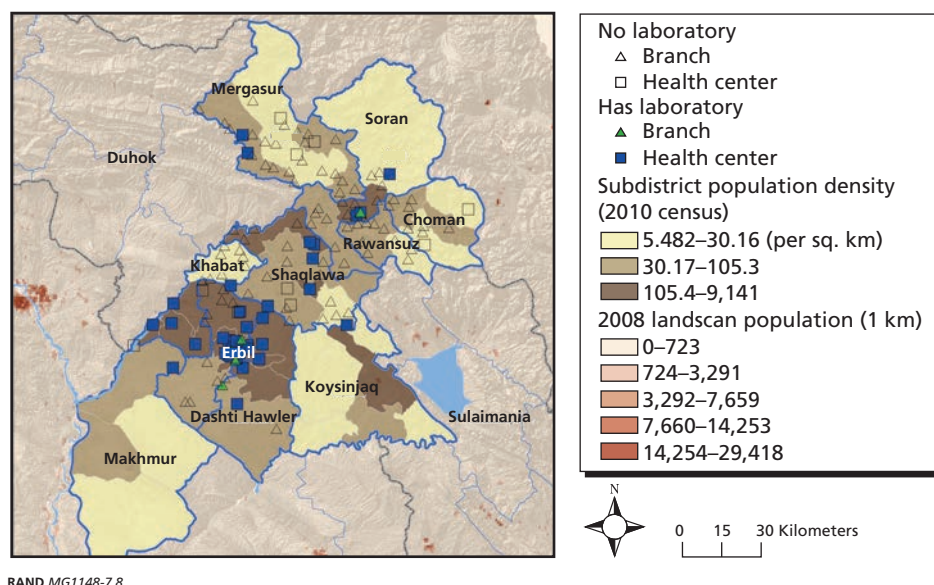 Mergasur
Soran
Duhok
Choman
Rawansuz
Khabat
Shaqlawa
Erbil
Koysinjaq
Dashti Hawler
Sulaimania
Makhmur
No laboratory
Branch
Health center
Has laboratory
Branch
Health center
Subdistrict population density
(2010 census)
5.482–30.16 (per sq. km)
30.17–105.3
105.4–9,141
2008 landscan population (1 km)
0–723
724–3,291
3,292–7,659
7,660–14,253
14,254–29,418
N
0 15 30 Kilometers
RAND MG1148-7.8